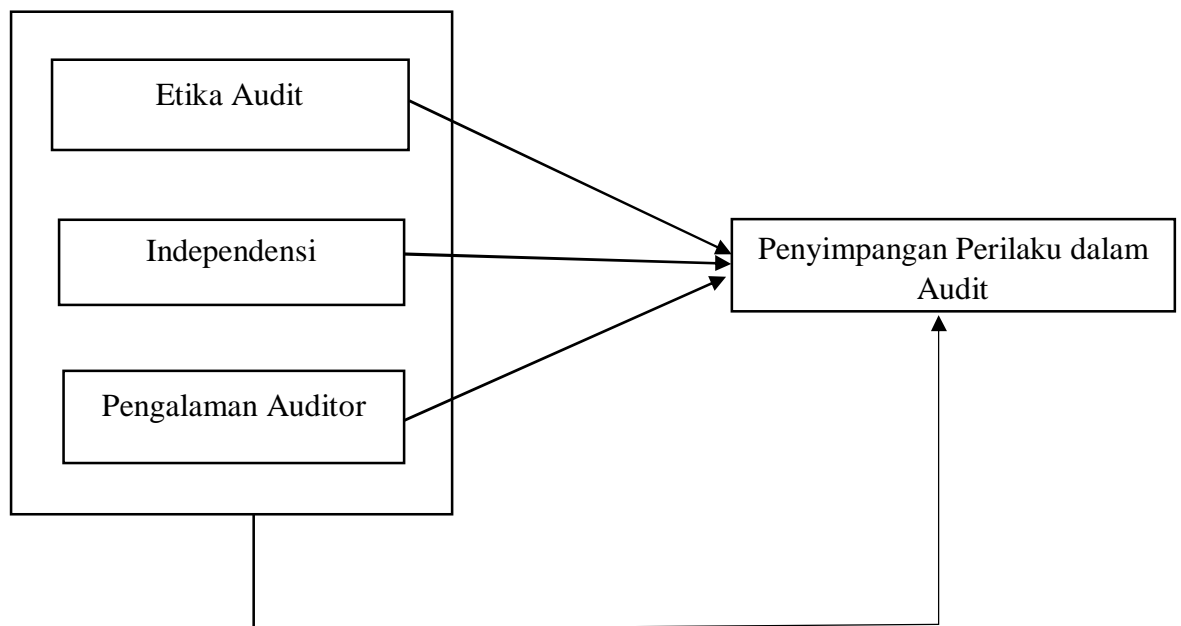 Etika Audit
Independensi
Penyimpangan Perilaku dalam
Audit
Pengalaman Auditor